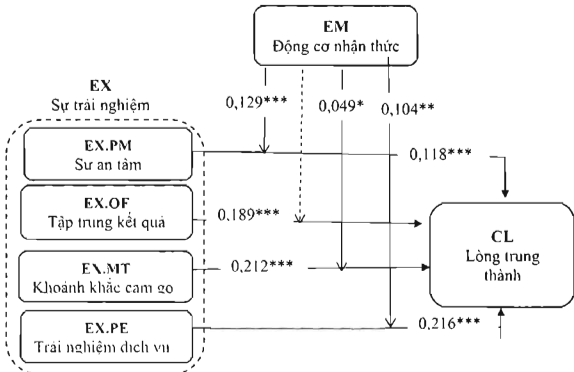 EM
Động cơ nhận thức
EX
Sự trải nghiệm
0,129***
0,049*
0,104**
EX.PM
Sư an tâm
0,118***
EX.OF
Tập trung kết quả
0,189***
CL
Lòng trung
thành
EX.MT
Khoảnh khắc cam go
0,212***
EX.PE
Trải nghiệm dịch vụ
0,216***